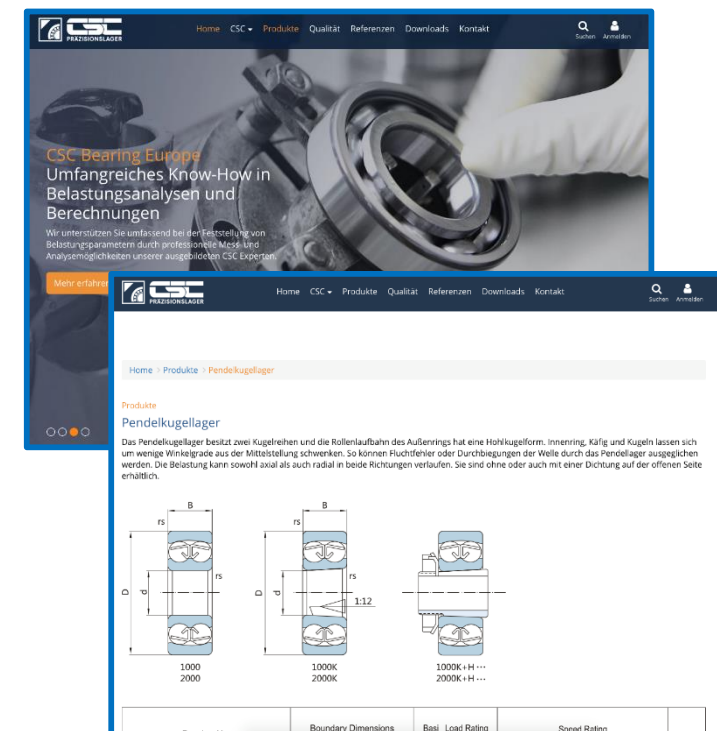 CSC
PRÄZISIONSLAGER
Home CSC Produkte Qualität Referenzen Downloads Kontakt
Suchen Anmelden
CSC Bearing Europe
Umfangreiches Know-How in
Belastungsanalysen und
Berechnungen
Wir unterstützen Sie umfassend bei der Feststellung von
Belastungsparametern durch professionelle Mess- und
Analysemöglichkeiten unserer ausgebildeten CSC Experten.
Mehr erfahren
CSC
PRÄZISIONSLAGER
Home CSC Produkte Qualität Referenzen Downloads Kontakt
Suchen Anmelden
Home > Produkte > Pendelkugellager
Produkte
Pendelkugellager
Das Pendelkugellager besitzt zwei Kugelreihen und die Rollenlaufbahn des Außenrings hat eine Hohlkugelform. Innenring, Käfig und Kugeln lassen sich
um wenige Winkelgrade aus der Mittelstellung schwenken. So können Fluchtfehler oder Durchbiegungen der Welle durch das Pendellager ausgeglichen
werden. Die Belastung kann sowohl axial als auch radial in beide Richtungen verlaufen. Sie sind ohne oder auch mit einer Dichtung auf der offenen Seite
erhältlich.
B B
rs rs
rs rs
D d D d
1:12
1000 1000K 1000K+H ···
2000 2000K 2000K+H ···
Boundary Dimensions Basi Load Rating Speed Rating